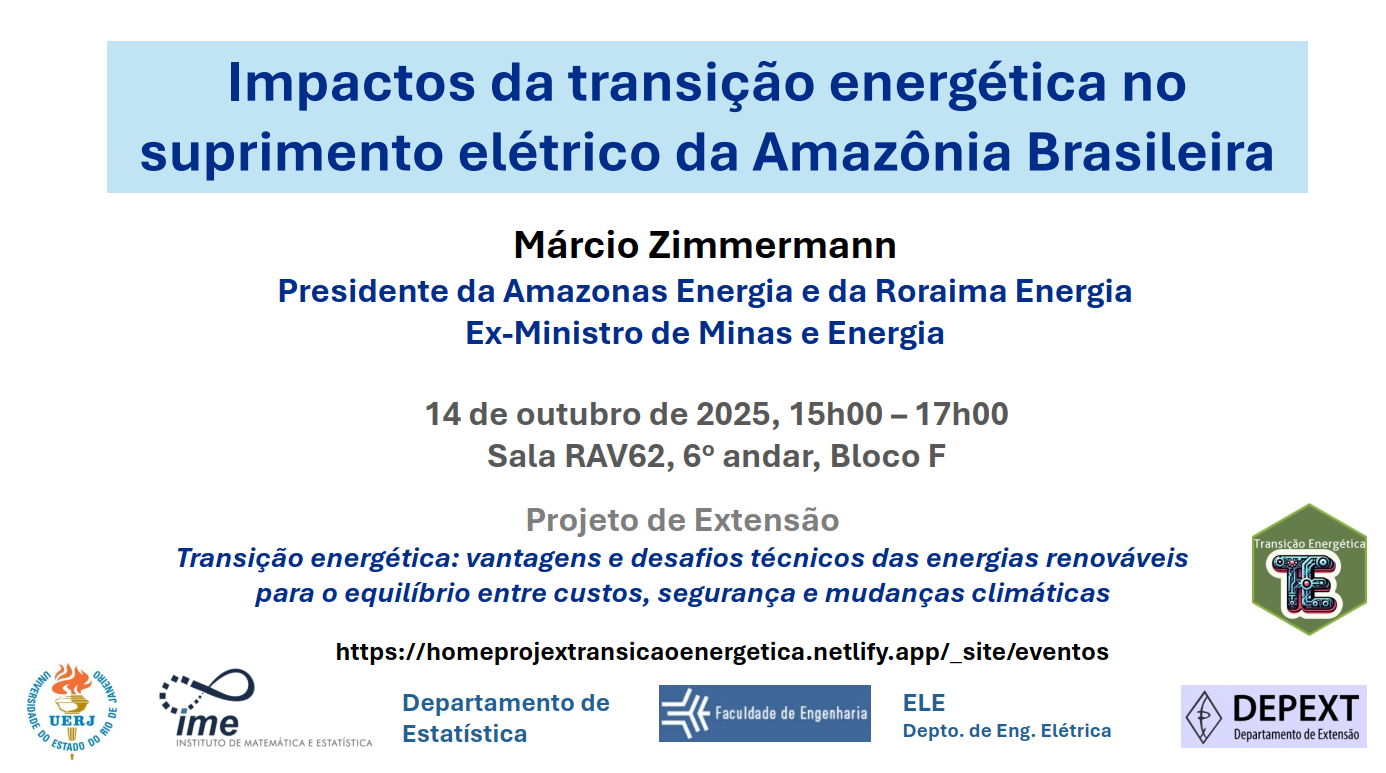 Impactos da transição energética no
suprimento elétrico da Amazônia Brasileira
Márcio Zimmermann
Presidente da Amazonas Energia e da Roraima Energia
Ex-Ministro de Minas e Energia
14 de outubro de 2025, 15h00 – 17h00
Sala RAV62, 6º andar, Bloco F
Projeto de Extensão
Transição energética: vantagens e desafios técnicos das energias renováveis
para o equilíbrio entre custos, segurança e mudanças climáticas
Transição Energética
TE
https://homeprojextransicaoenergetica.netlify.app/_site/eventos
UNIVERSIDADE DO ESTADO DO RIO DE JANEIRO
UERJ
ime
INSTITUTO DE MATEMÁTICA E ESTATÍSTICA
Departamento de
Estatística
Faculdade de Engenharia
ELE
Depto. de Eng. Elétrica
DEPEXT
Departamento de Extensão